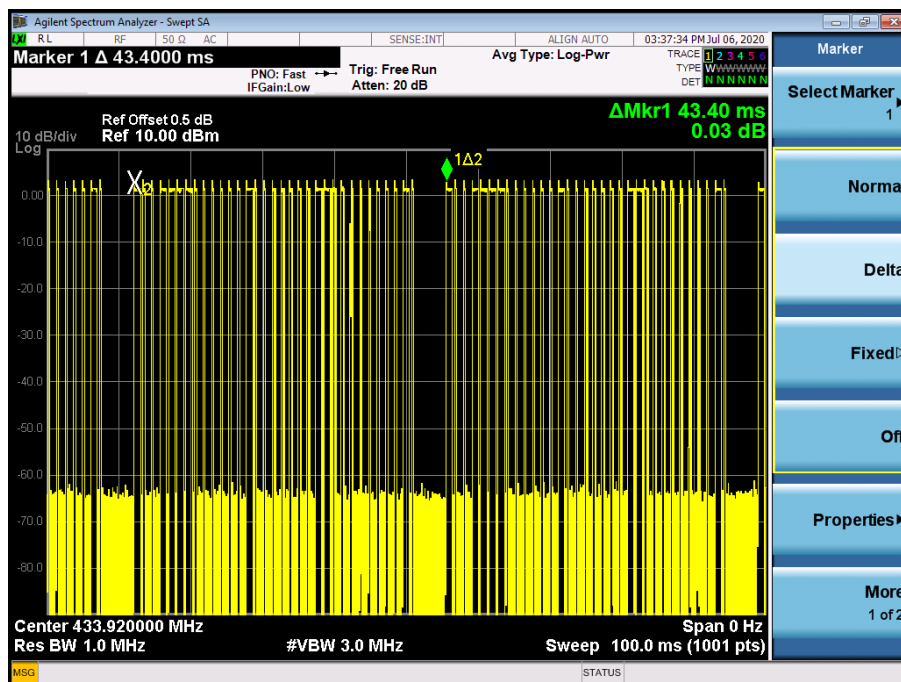 Agilent Spectrum Analyzer - Swept SA
LXI RL RF 50 Ω AC SENSE:INT ALIGN AUTO 03:37:34 PM Jul 06, 2020
Marker 1 Δ 43.4000 ms
PNO: Fast
IFGain:Low
Trig: Free Run
Atten: 20 dB
Avg Type: Log-Pwr
TRACE 1 2 3 4 5 6
TYPE WWWWWW
DET N N N N N N
Ref Offset 0.5 dB
Ref 10.00 dBm
10 dB/div
Log
ΔMkr1 43.40 ms
0.03 dB
1Δ2
X2
0.00
-10.0
-20.0
-30.0
-40.0
-50.0
-60.0
-70.0
-80.0
Center 433.920000 MHz
Span 0 Hz
Res BW 1.0 MHz
#VBW 3.0 MHz
Sweep 100.0 ms (1001 pts)
MSG
STATUS
Marker
Select Marker
1
Norma
Delta
Fixed
Off
Properties
More
1 of 2